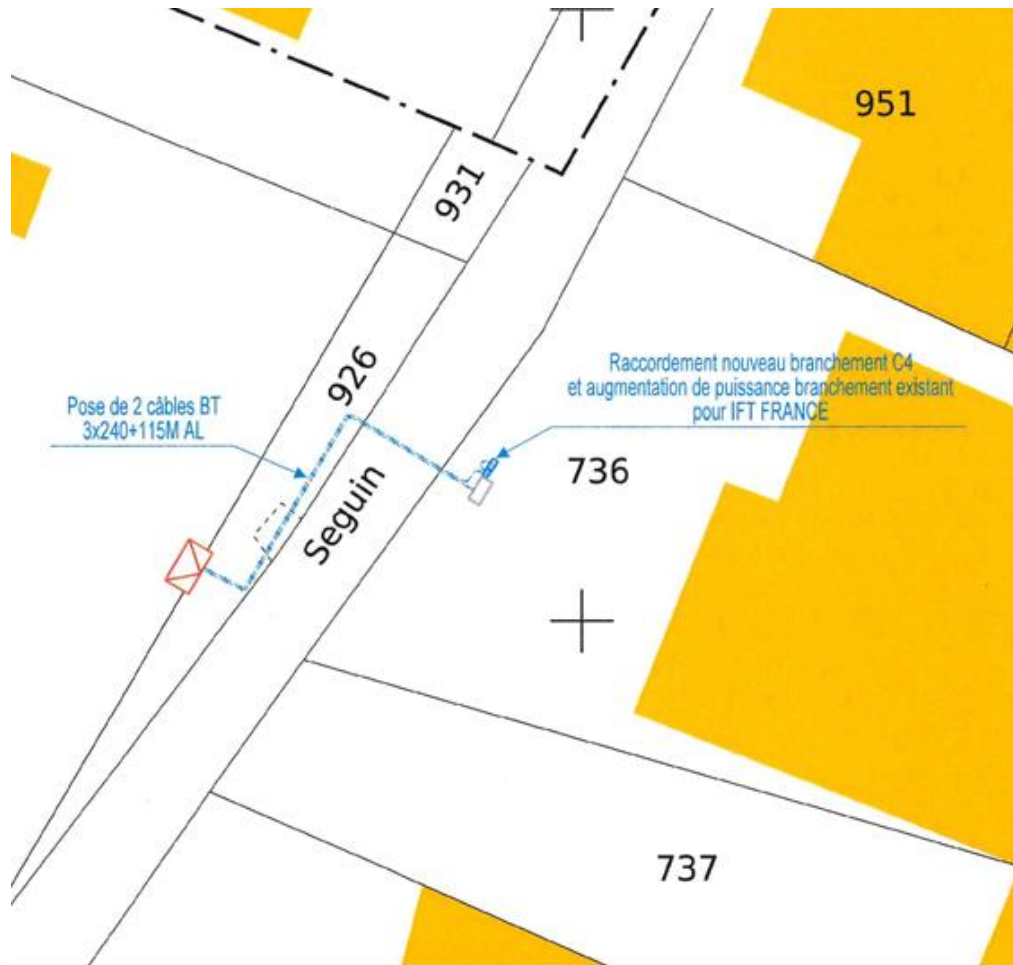 951
931
926
Raccordement nouveau branchement C4
et augmentation de puissance branchement existant
pour IFT FRANCE
Pose de 2 câbles BT
3x240+115M AL
736
Seguin
737